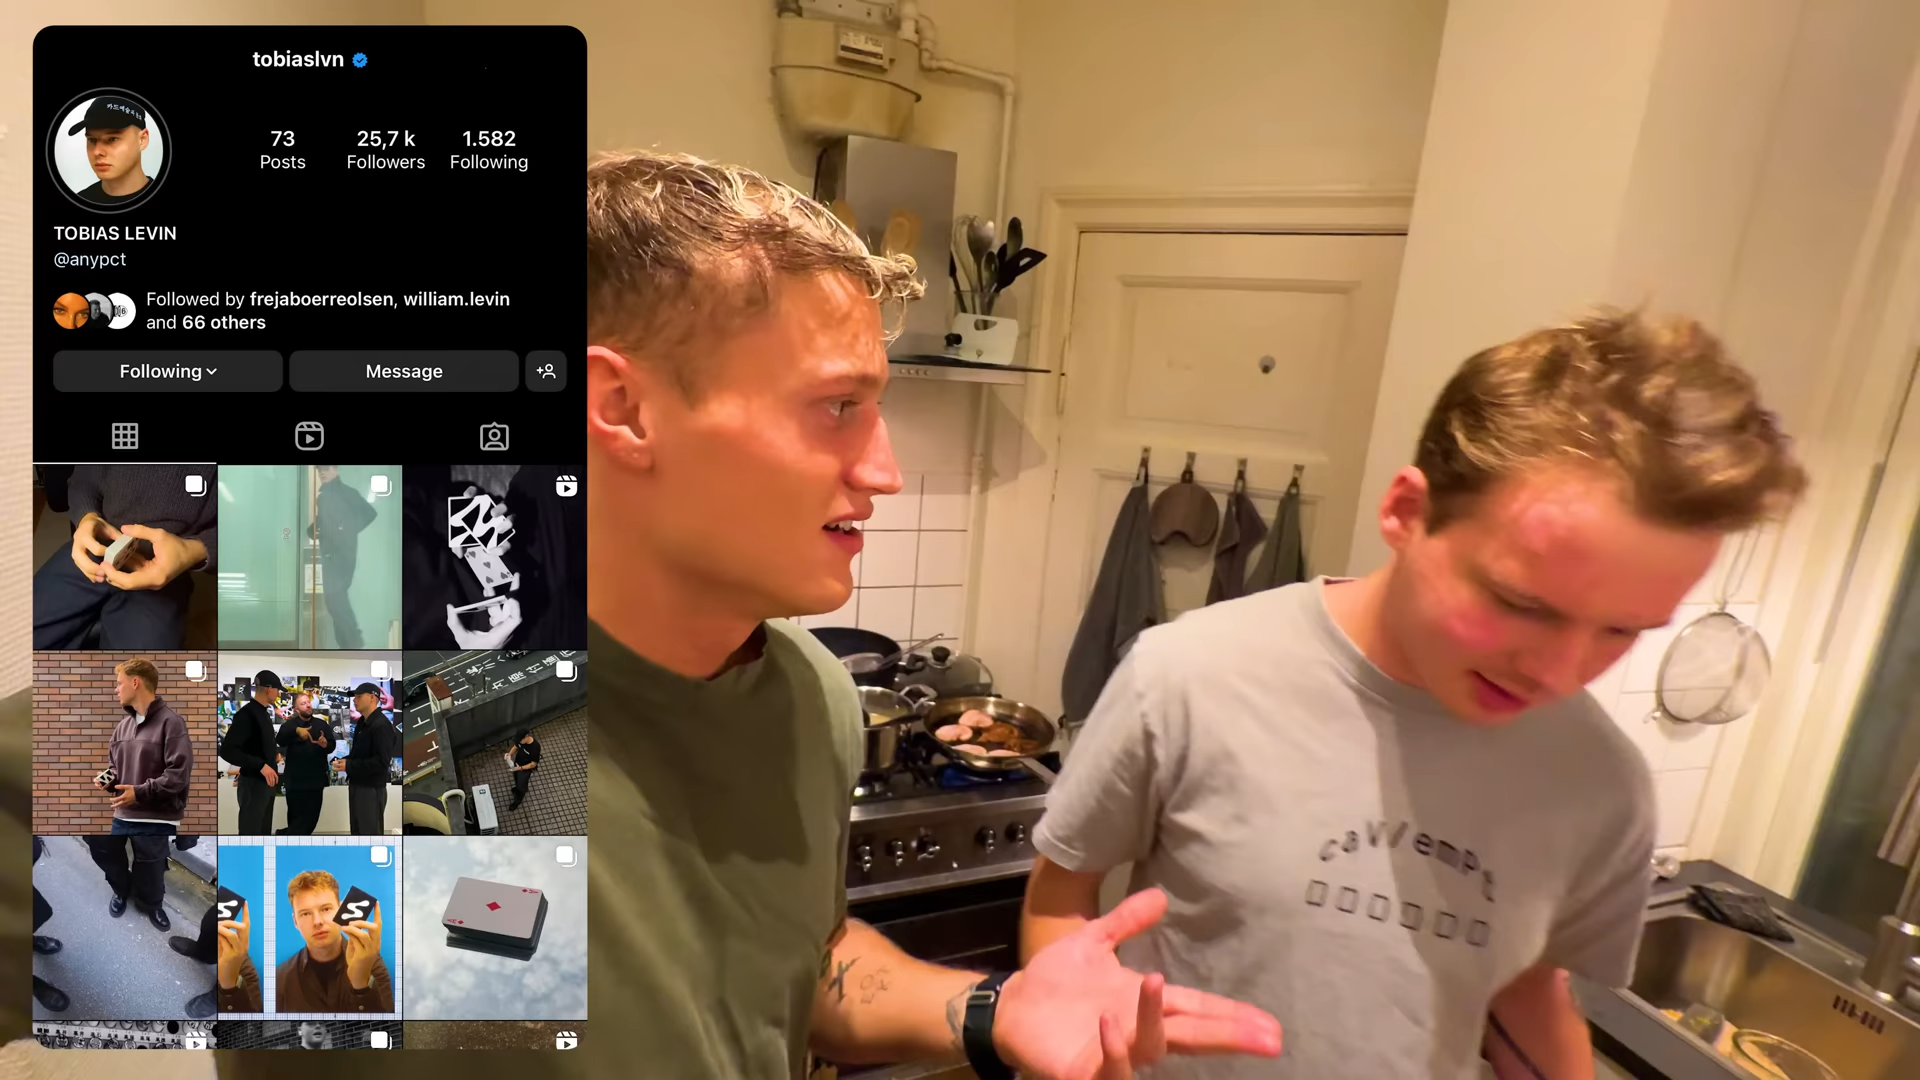 tobiaslvn
73
Posts
25,7 k
Followers
1.582
Following
TOBIAS LEVIN
@anypct
Followed by frejaboerreolsen, william.levin
and 66 others
Following
Message
cawempt